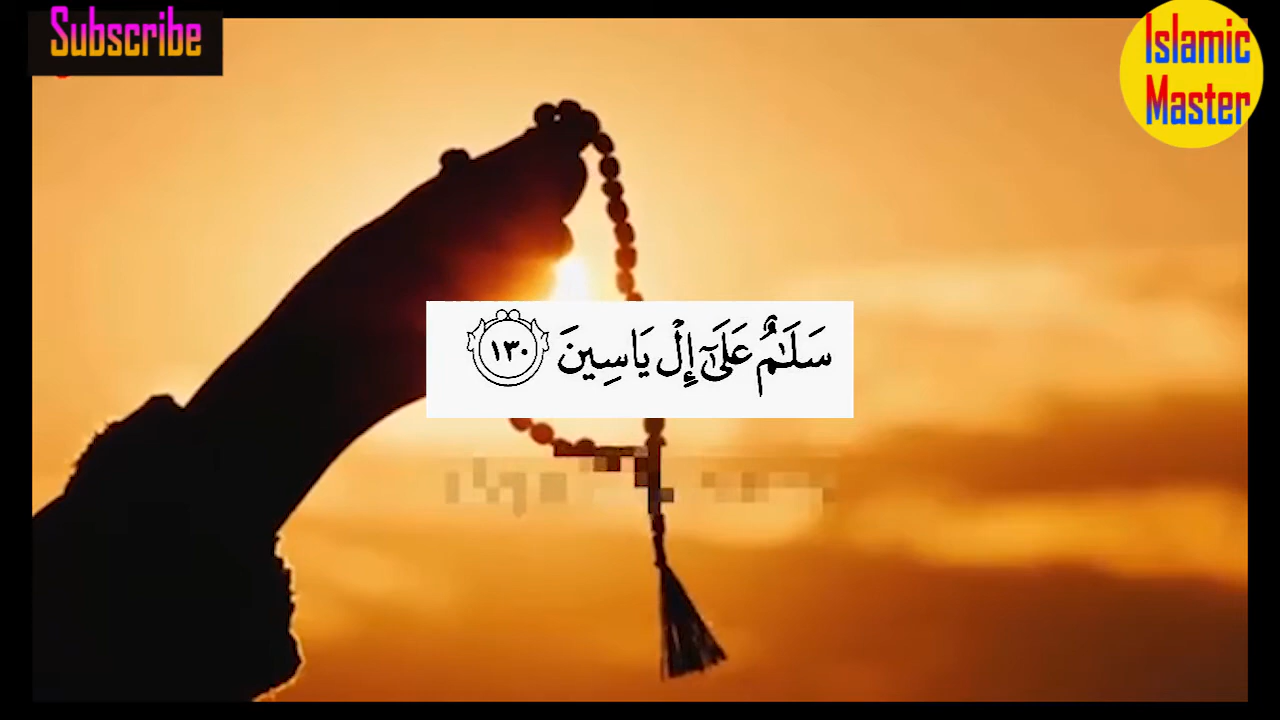 Subscribe
Islamic
Master
سَلَـٰمٌ عَلَىٰٓ إِلْ يَاسِينَ ١٣٠